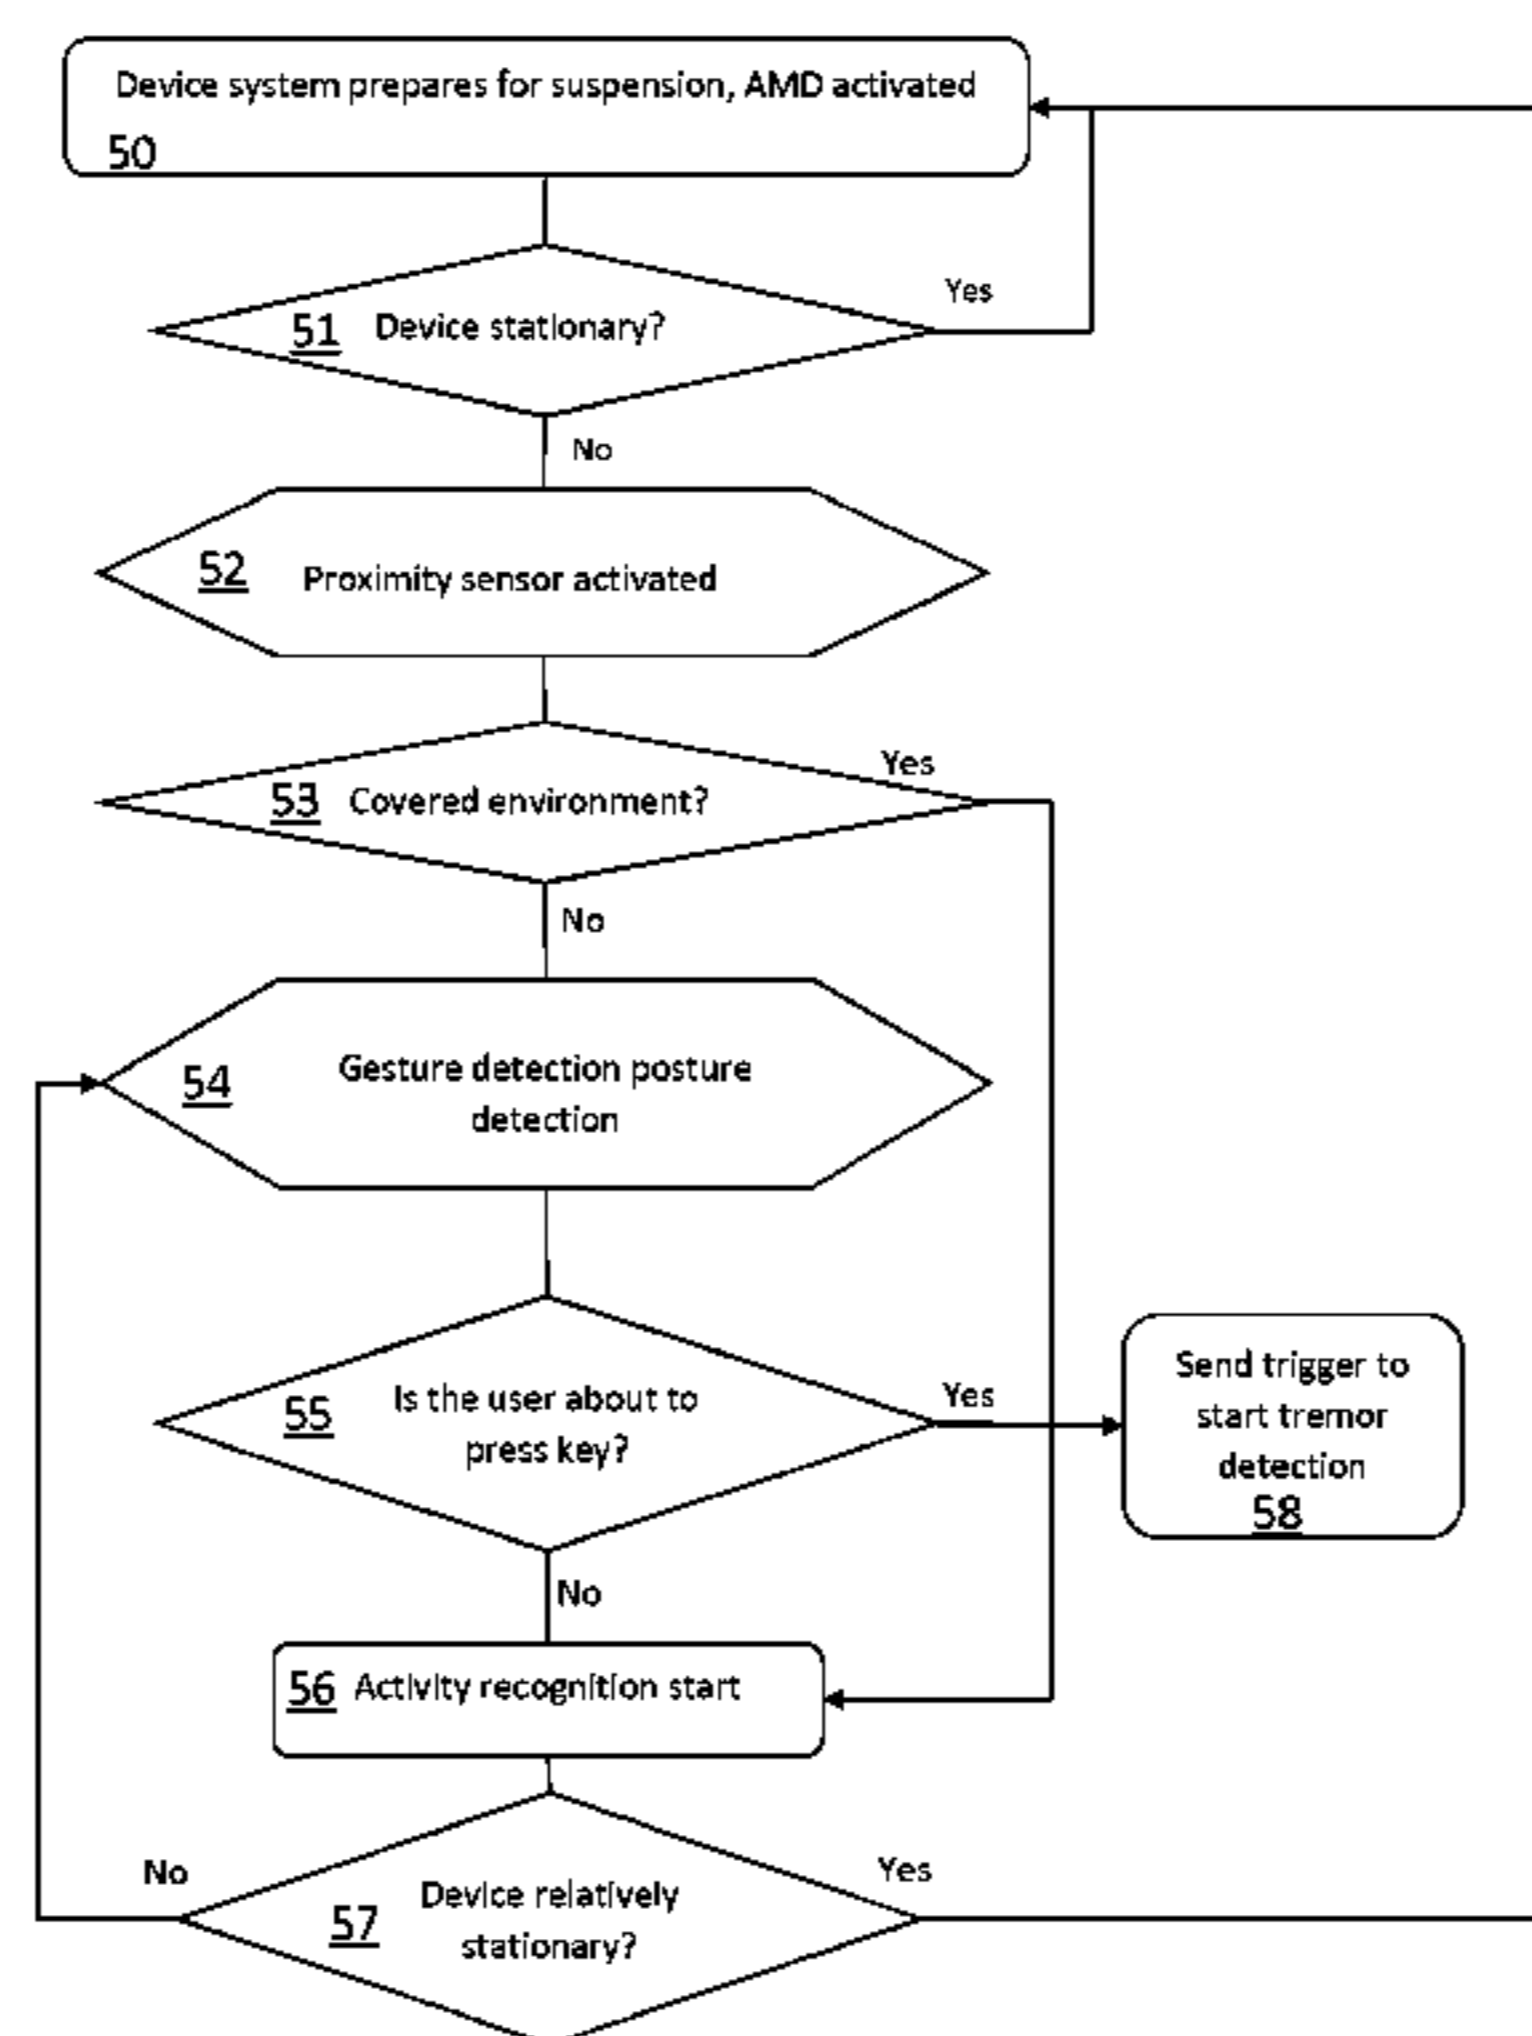 Device system prepares for suspension, AMD activated
50
Yes
51 Device stationary?
No
52 Proximity sensor activated
Yes
53 Covered environment?
No
54 Gesture detection posture
detection
55 Is the user about to
press key?
Yes
Send trigger to
start tremor
detection
58
No
56 Activity recognition start
No
Yes
57 Device relatively
stationary?